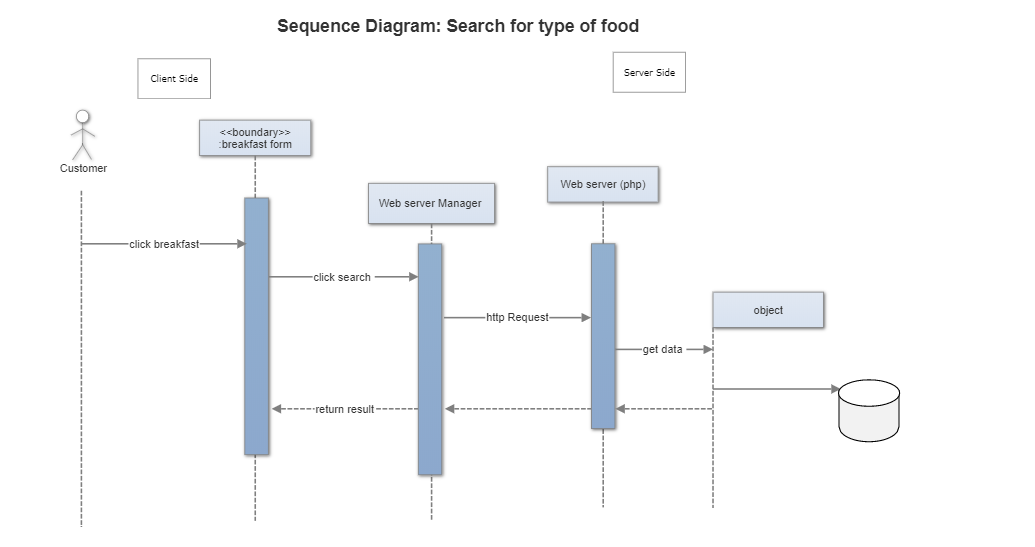 Sequence Diagram: Search for type of food
Client Side
Server Side
<<boundary>>
:breakfast form
Customer
Web server (php)
Web server Manager
click breakfast
click search
object
http Request
get data
return result